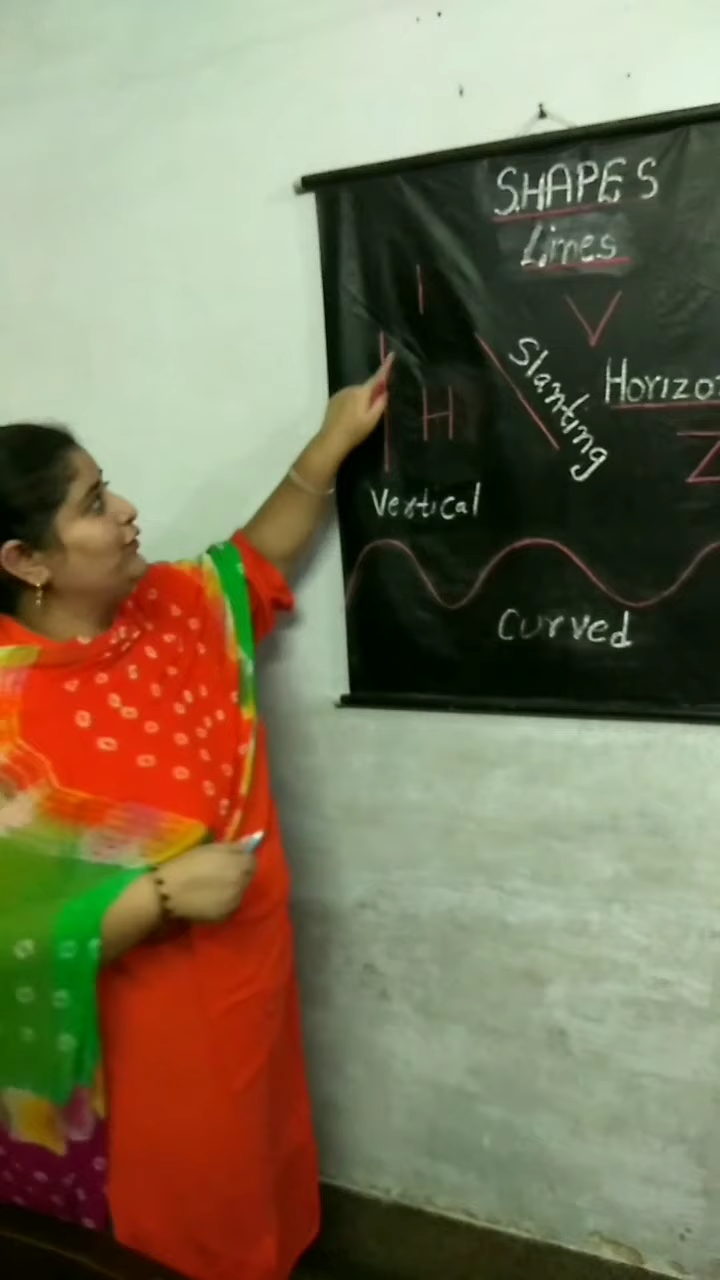 SHAPES
Lines
I
V
Slanting
Horizo
H
Z
Vertical
Curved